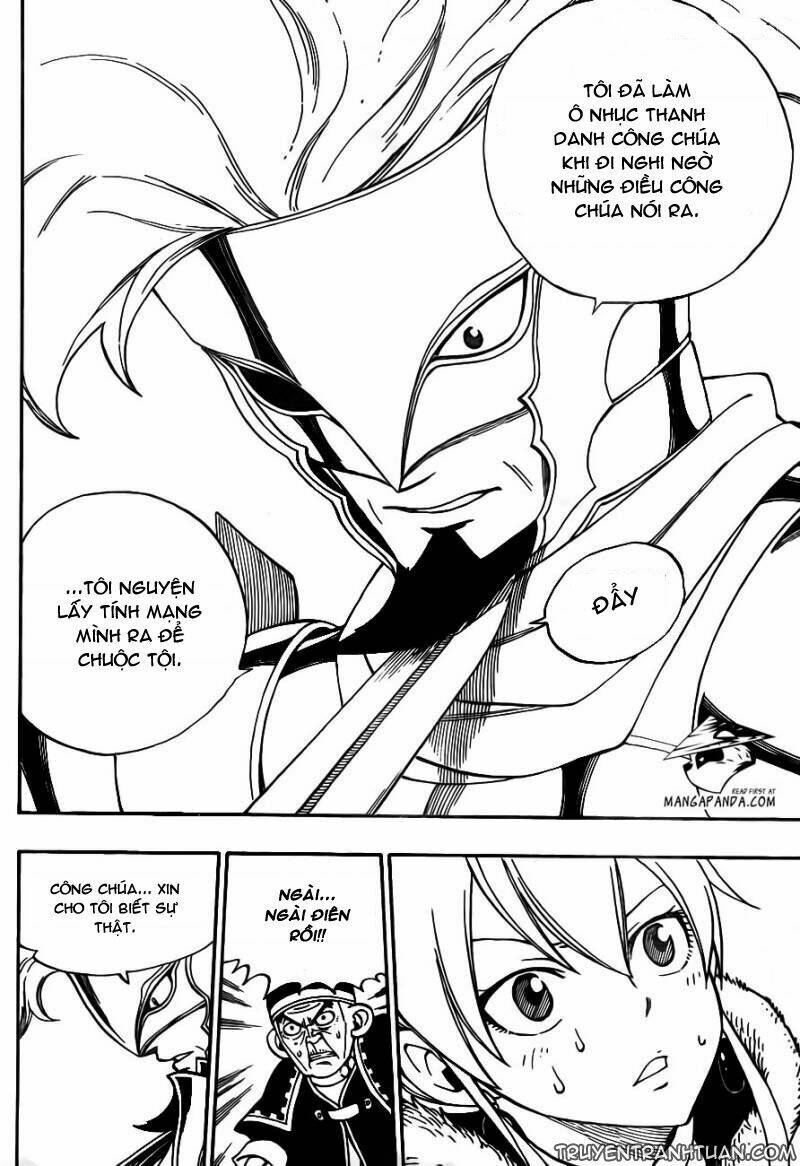 TÔI ĐÃ LÀM
Ô NHỤC THANH
DANH CÔNG CHÚA
KHI ĐI NGHI NGỜ
NHỮNG ĐIỀU CÔNG
CHÚA NÓI RA.
...TÔI NGUYỆN
LẤY TÍNH MẠNG
MÌNH RA ĐỂ
CHUỘC TỘI.
ĐẨY
READ FIRST AT
MANGAPANDA.COM
CÔNG CHÚA... XIN
CHO TÔI BIẾT SỰ
THẬT.
NGÀI...
NGÀI ĐIÊN
RỒI!!
TRUYENTRANHTUAN.COM